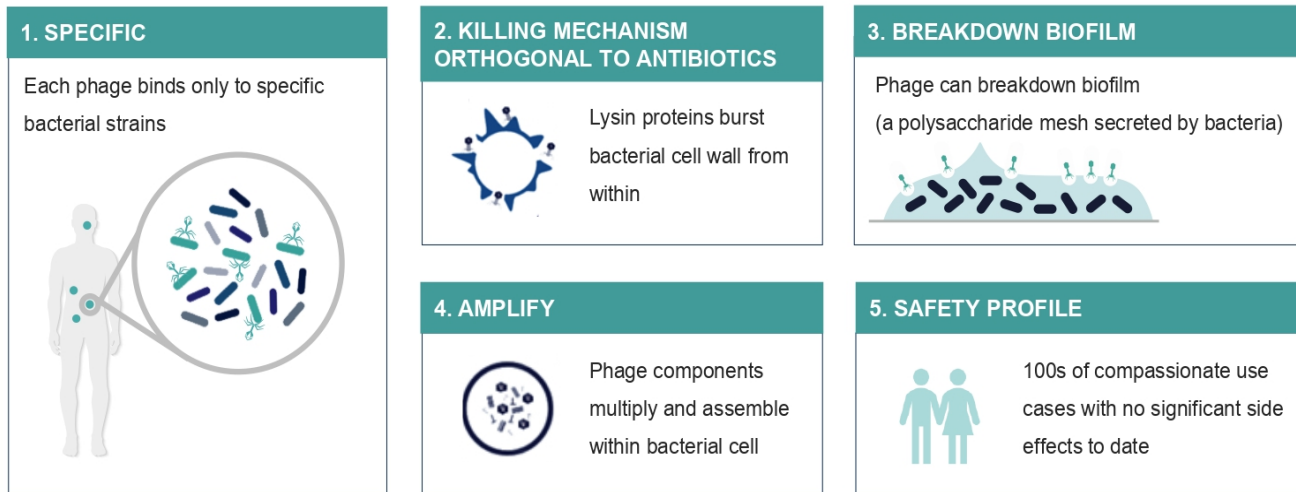 1. SPECIFIC
Each phage binds only to specific
bacterial strains
2. KILLING MECHANISM
ORTHOGONAL TO ANTIBIOTICS
Lysin proteins burst
bacterial cell wall from
within
3. BREAKDOWN BIOFILM
Phage can breakdown biofilm
(a polysaccharide mesh secreted by bacteria)
4. AMPLIFY
Phage components
multiply and assemble
within bacterial cell
5. SAFETY PROFILE
100s of compassionate use
cases with no significant side
effects to date